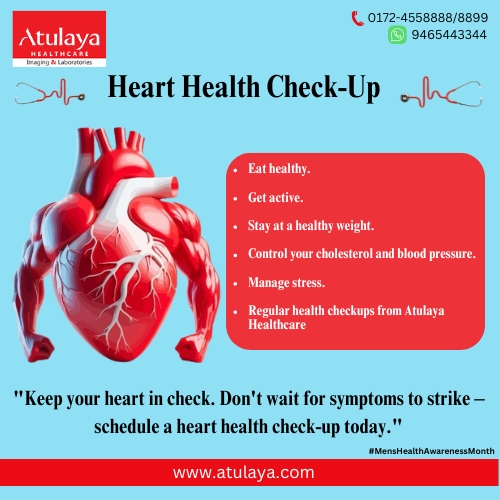 Atulaya
HEALTHCARE
Imaging & Laboratories
0172-4558888/8899
9465443344
Heart Health Check-Up
• Eat healthy.
• Get active.
• Stay at a healthy weight.
• Control your cholesterol and blood pressure.
• Manage stress.
• Regular health checkups from Atulaya
Healthcare
"Keep your heart in check. Don't wait for symptoms to strike –
schedule a heart health check-up today."
#MensHealthAwarenessMonth
www.atulaya.com